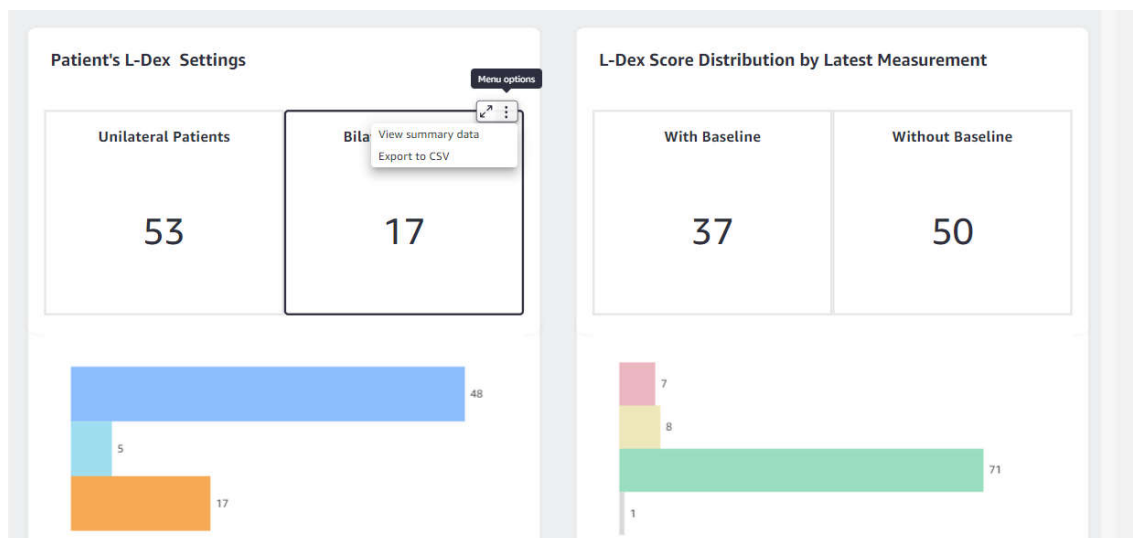 Patient's L-Dex Settings
Menu options
Unilateral Patients
Bila
View summary data
Export to CSV
53
17
48
5
17
L-Dex Score Distribution by Latest Measurement
With Baseline
Without Baseline
37
50
7
8
71
1